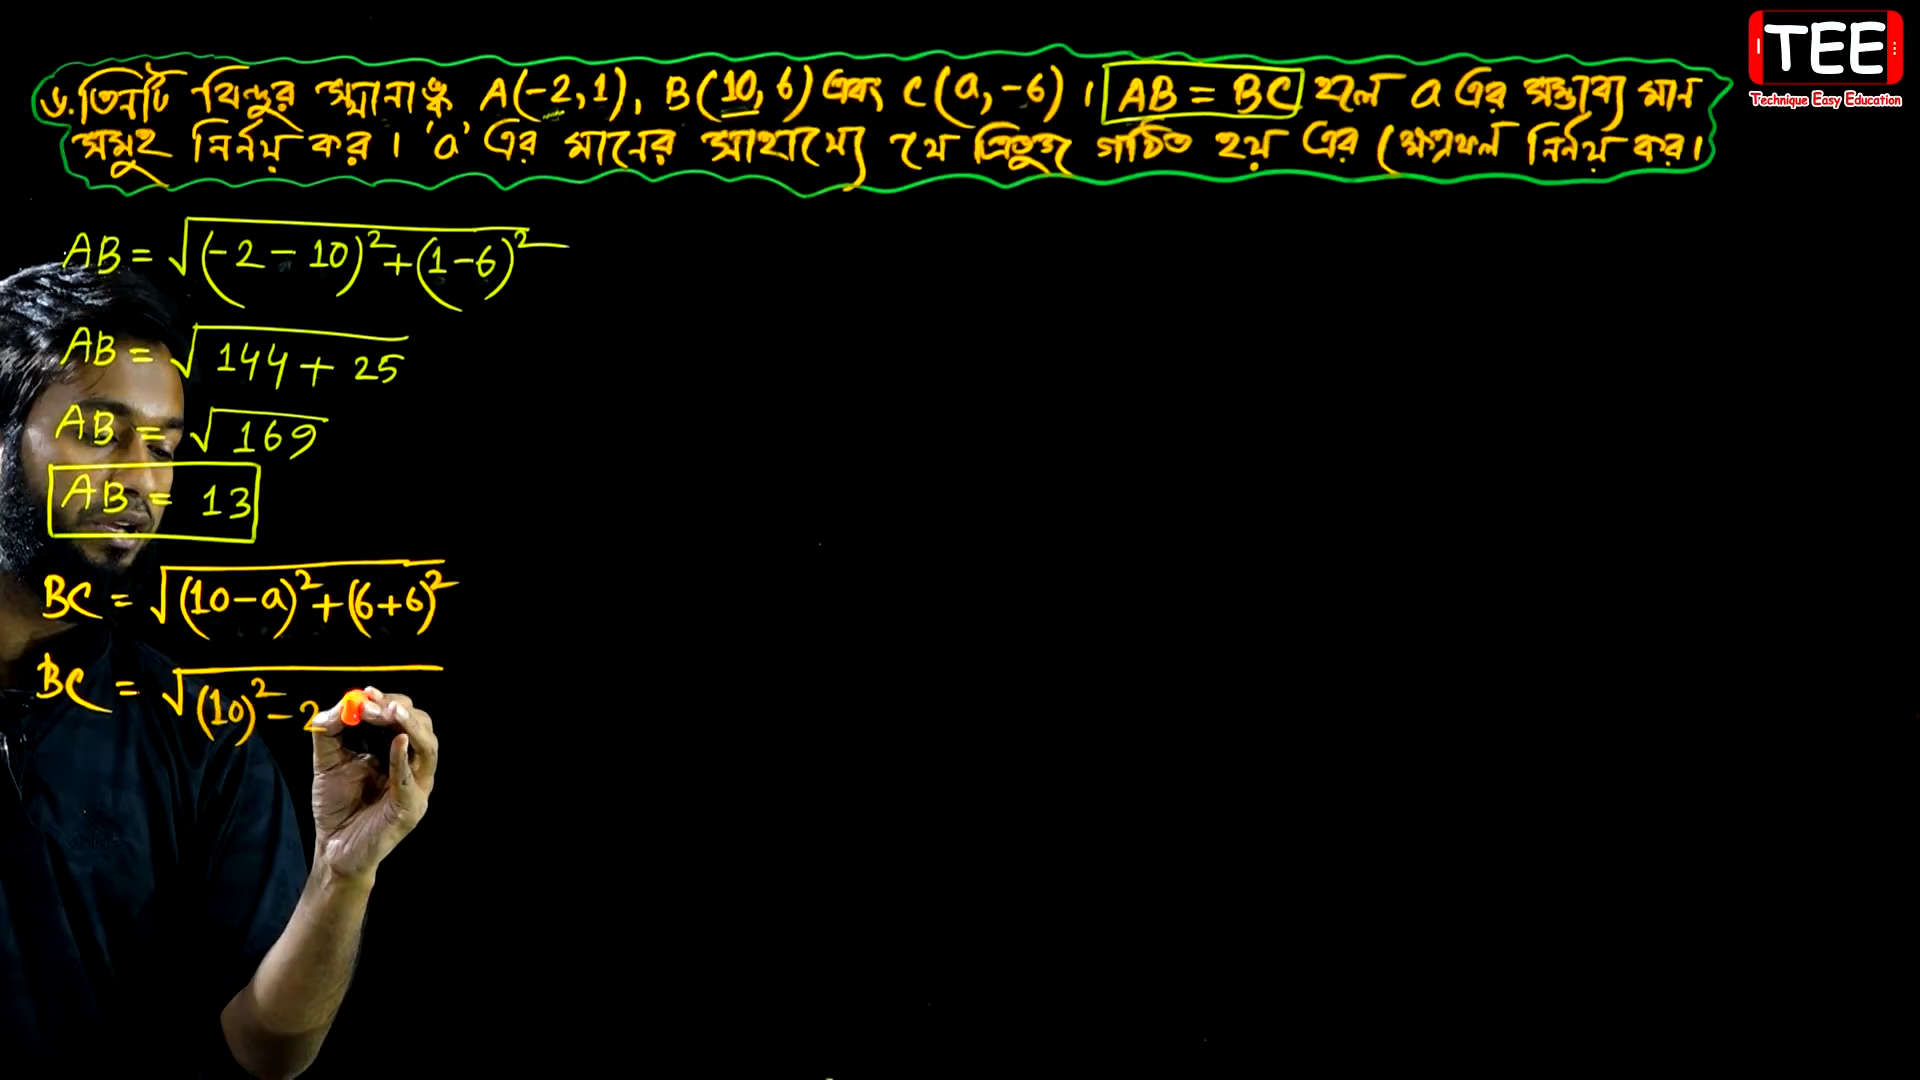 TEE
Technique Easy Education
৬. তিনটি বিন্দুর স্থানাঙ্ক A(-2,1), B(10,6) এবং C(a,-6)। AB = BC হলে a এর সম্ভাব্য মান
সমুহ নির্নয় কর। 'a' এর মানের সাহায্যে যে ত্রিভুজ গঠিত হয় এর ক্ষেত্রফল নির্নয় কর।
AB = √(-2-10)²+(1-6)²
AB = √144+25
AB = √169
AB = 13
BC = √(10-a)²+(6+6)²
BC = √(10)²-2